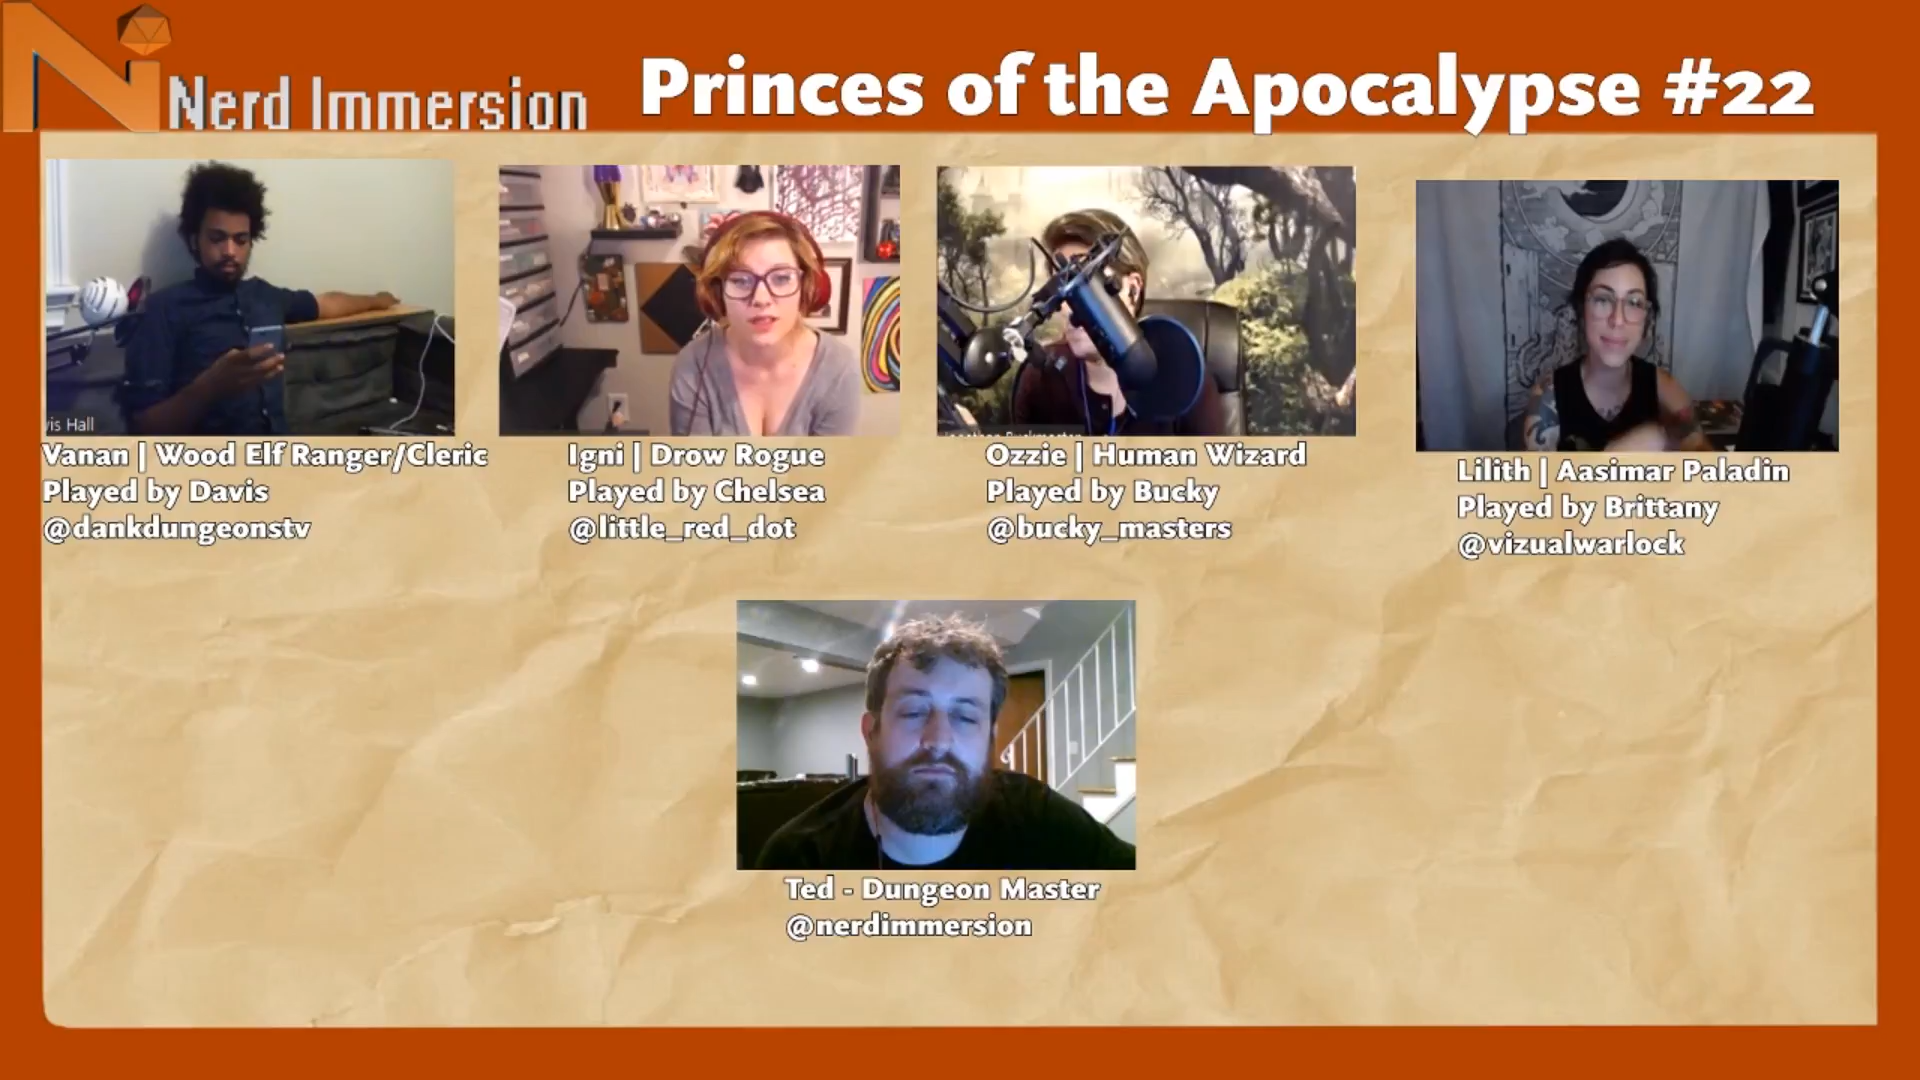 Nerd Immersion
Princes of the Apocalypse #22
vis Hall
Vanan | Wood Elf Ranger/Cleric
Played by Davis
@dankdungeonstv
Igni | Drow Rogue
Played by Chelsea
@little_red_dot
Ozzie | Human Wizard
Played by Bucky
@bucky_masters
Lilith | Aasimar Paladin
Played by Brittany
@vizualwarlock
Ted - Dungeon Master
@nerdimmersion